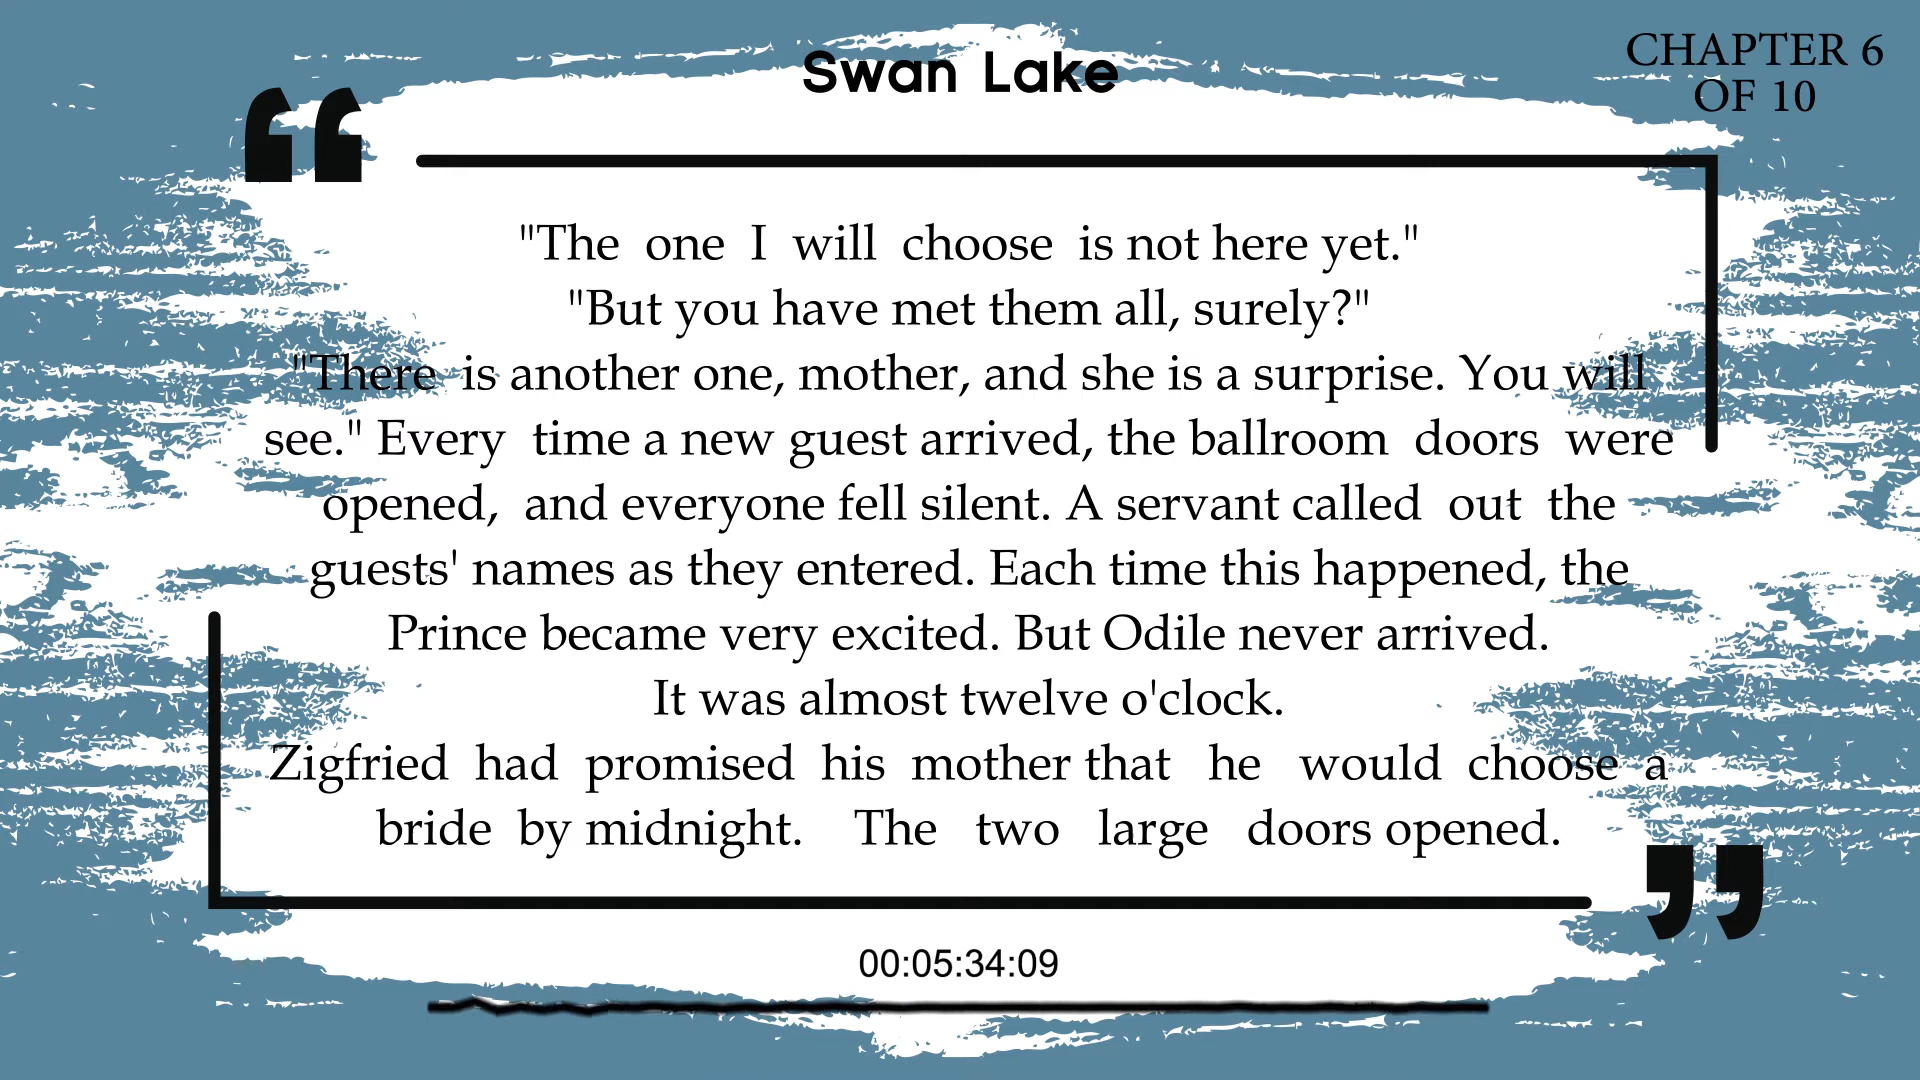 Swan Lake
CHAPTER 6
OF 10
"The one I will choose is not here yet."
"But you have met them all, surely?"
"There is another one, mother, and she is a surprise. You will
see." Every time a new guest arrived, the ballroom doors were
opened, and everyone fell silent. A servant called out the
guests' names as they entered. Each time this happened, the
Prince became very excited. But Odile never arrived.
It was almost twelve o'clock.
Zigfried had promised his mother that he would choose a
bride by midnight. The two large doors opened.
00:05:34:09